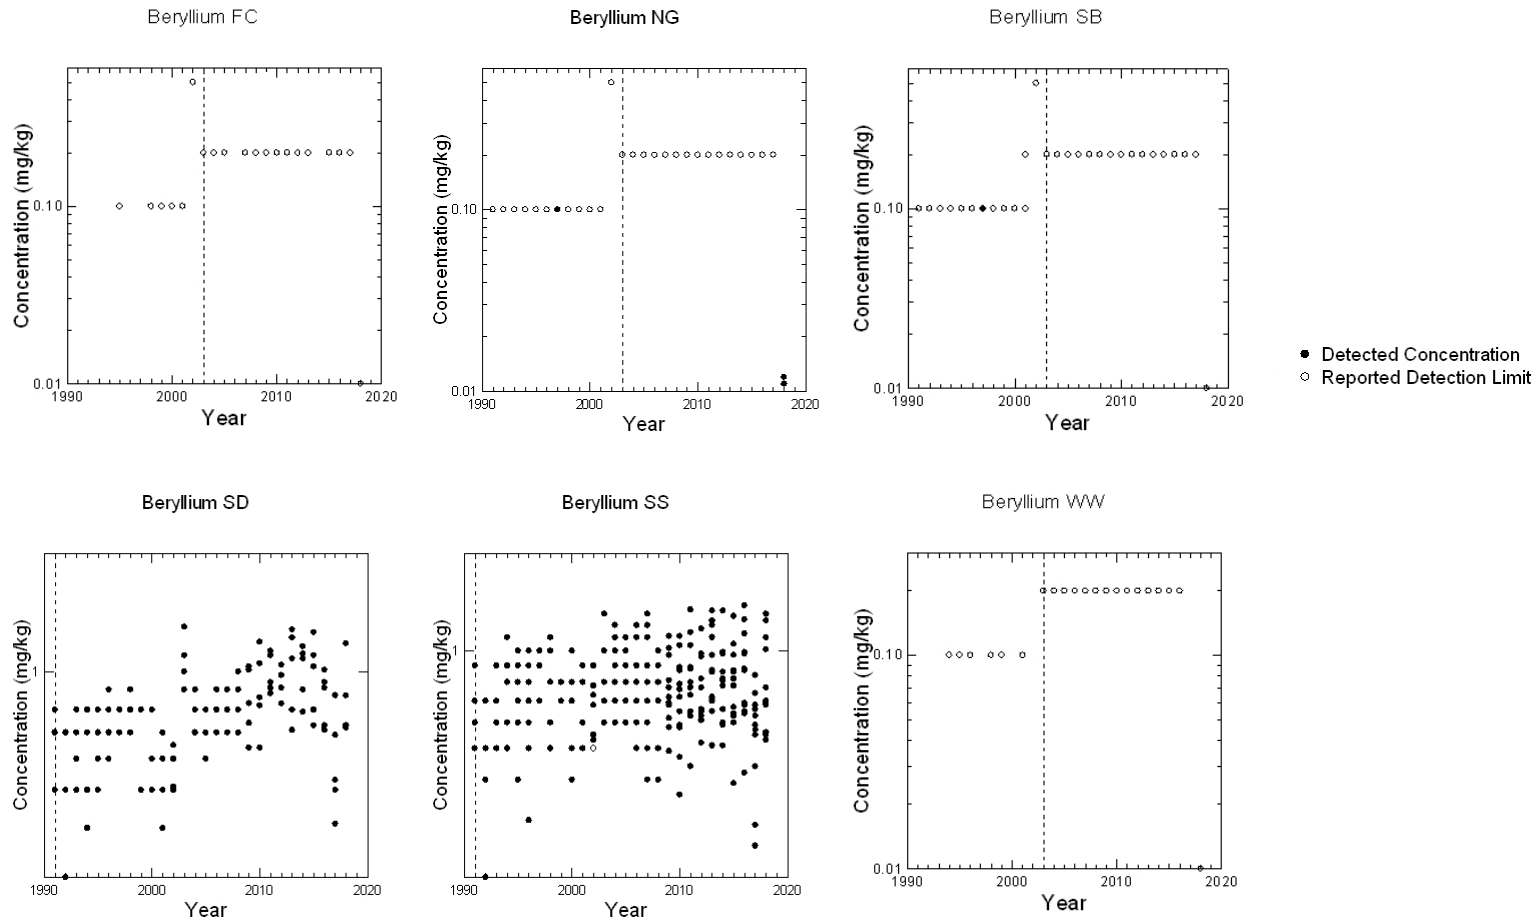 Beryllium FC
Concentration (mg/kg)
0.10
0.01
1990 2000 2010 2020
Year
Beryllium NG
Concentration (mg/kg)
0.10
0.01
1990 2000 2010 2020
Year
Beryllium SB
Concentration (mg/kg)
0.10
0.01
1990 2000 2010 2020
Year
Detected Concentration
Reported Detection Limit
Beryllium SD
Concentration (mg/kg)
1
1990 2000 2010 2020
Year
Beryllium SS
Concentration (mg/kg)
1
1990 2000 2010 2020
Year
Beryllium WW
Concentration (mg/kg)
0.10
0.01
1990 2000 2010 2020
Year